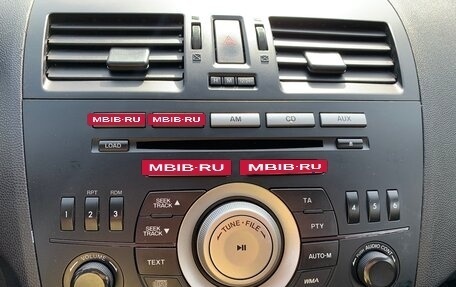 H M
MBIB·RU MBIB·RU AM CD AUX
LOAD
MBIB·RU MBIB·RU
RPT RDM
1 2 3 SEEK TRACK TA 4 5 6
TUNE·FILE
SEEK TRACK PTY
VOLUME TEXT AUTO-M AUDIO CONT
WMA